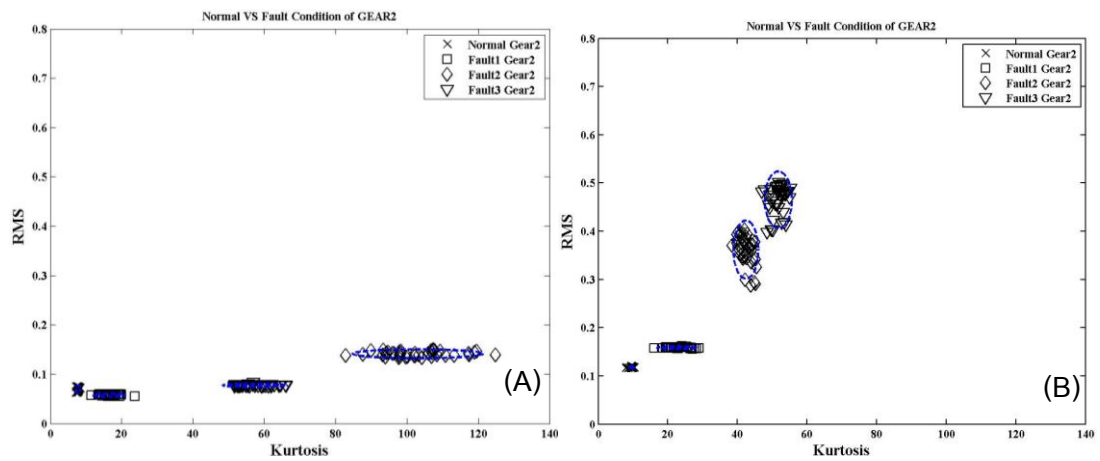 Normal VS Fault Condition of GEAR2
0.8
0.7
0.6
0.5
0.4
0.3
0.2
0.1
0
RMS
Normal Gear2
Fault1 Gear2
Fault2 Gear2
Fault3 Gear2
(A)
0 20 40 60 80 100 120 140
Kurtosis
Normal VS Fault Condition of GEAR2
0.8
0.7
0.6
0.5
0.4
0.3
0.2
0.1
0
RMS
Normal Gear2
Fault1 Gear2
Fault2 Gear2
Fault3 Gear2
(B)
0 20 40 60 80 100 120 140
Kurtosis